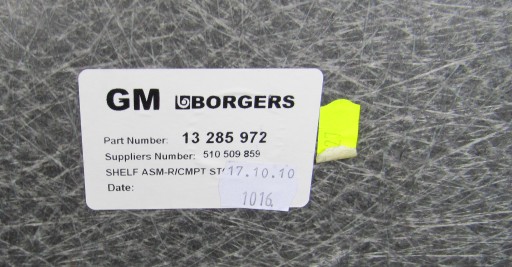 GM BORGERS
Part Number: 13 285 972
Suppliers Number: 510 509 859
SHELF ASM-R/CMPT
17.10.10
Date:
1016